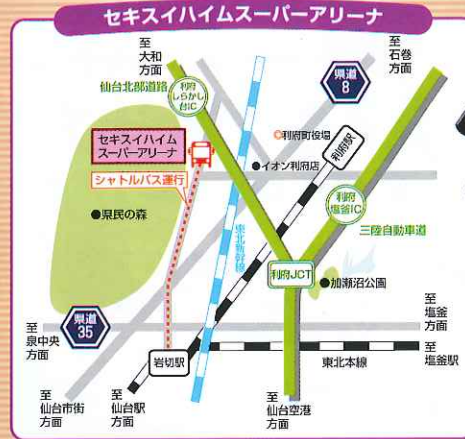 セキスイハイムスーパーアリーナ
至
大和
方面
至
石巻
方面
県道
8
仙台北部道路
利府
しらかし
台IC
利府町役場
利府駅
セキスイハイム
スーパーアリーナ
イオン利府店
シャトルバス運行
利府
塩釜IC
県民の森
東北新幹線
三陸自動車道
利府JCT
加瀬沼公園
県道
35
至
泉中央
方面
至
塩釜
方面
岩切駅
東北本線
至
塩釜駅
至
仙台市街
方面
至
仙台駅
方面
至
仙台空港
方面